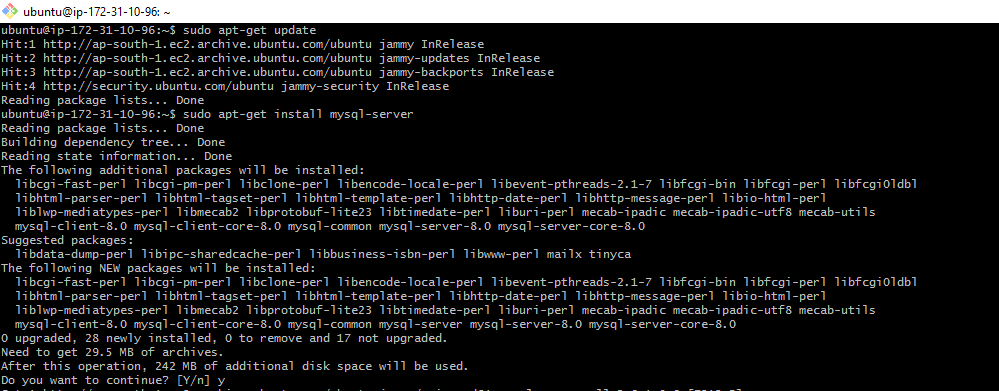 ubuntu@ip-172-31-10-96: ~
ubuntu@ip-172-31-10-96:~$ sudo apt-get update
Hit:1 http://ap-south-1.ec2.archive.ubuntu.com/ubuntu jammy InRelease
Hit:2 http://ap-south-1.ec2.archive.ubuntu.com/ubuntu jammy-updates InRelease
Hit:3 http://ap-south-1.ec2.archive.ubuntu.com/ubuntu jammy-backports InRelease
Hit:4 http://security.ubuntu.com/ubuntu jammy-security InRelease
Reading package lists... Done
ubuntu@ip-172-31-10-96:~$ sudo apt-get install mysql-server
Reading package lists... Done
Building dependency tree... Done
Reading state information... Done
The following additional packages will be installed:
  libcgi-fast-perl libcgi-pm-perl libclone-perl libencode-locale-perl libevent-pthreads-2.1-7 libfcgi-bin libfcgi-perl libfcgi0ldbl
  libhtml-parser-perl libhtml-tagset-perl libhtml-template-perl libhttp-date-perl libhttp-message-perl libio-html-perl
  liblwp-mediatypes-perl libmecab2 libprotobuf-lite23 libtimedate-perl liburi-perl mecab-ipadic mecab-ipadic-utf8 mecab-utils
  mysql-client-8.0 mysql-client-core-8.0 mysql-common mysql-server-8.0 mysql-server-core-8.0
Suggested packages:
  libdata-dump-perl libipc-sharedcache-perl libbusiness-isbn-perl libwww-perl mailx tinyca
The following NEW packages will be installed:
  libcgi-fast-perl libcgi-pm-perl libclone-perl libencode-locale-perl libevent-pthreads-2.1-7 libfcgi-bin libfcgi-perl libfcgi0ldbl
  libhtml-parser-perl libhtml-tagset-perl libhtml-template-perl libhttp-date-perl libhttp-message-perl libio-html-perl
  liblwp-mediatypes-perl libmecab2 libprotobuf-lite23 libtimedate-perl liburi-perl mecab-ipadic mecab-ipadic-utf8 mecab-utils
  mysql-client-8.0 mysql-client-core-8.0 mysql-common mysql-server mysql-server-8.0 mysql-server-core-8.0
0 upgraded, 28 newly installed, 0 to remove and 17 not upgraded.
Need to get 29.5 MB of archives.
After this operation, 242 MB of additional disk space will be used.
Do you want to continue? [Y/n] y